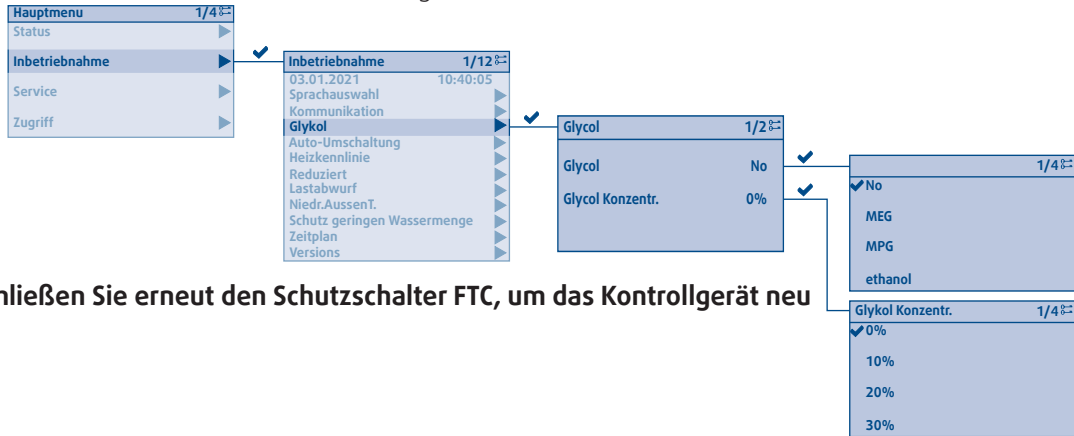 Hauptmenu 1/4
Status
Inbetriebnahme
Service
Zugriff
Inbetriebnahme 1/12
03.01.2021 10:40:05
Sprachauswahl
Kommunikation
Glykol
Auto-Umschaltung
Heizkennlinie
Reduziert
Lastabwurf
Niedr.AussenT.
Schutz geringen Wassermenge
Zeitplan
Versions
Glycol 1/2
Glycol No
Glycol Konzentr. 0%
1/4
No
MEG
MPG
ethanol
Glykol Konzentr. 1/4
0%
10%
20%
30%
ließen Sie erneut den Schutzschalter FTC, um das Kontrollgerät neu